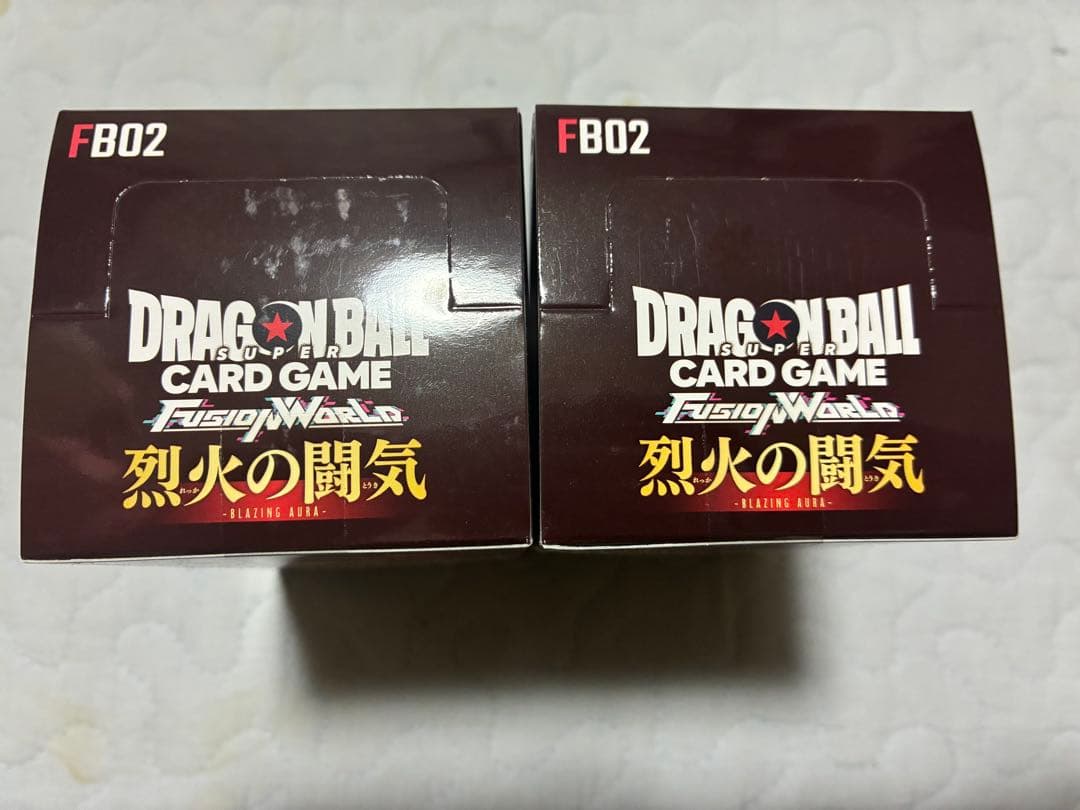 FB02
DRAGON BALL
SUPER
CARD GAME
FUSION WORLD
烈火の闘気
れっか とうき
-BLAZING AURA-
FB02
DRAGON BALL
SUPER
CARD GAME
FUSION WORLD
烈火の闘気
れっか とうき
-BLAZING AURA-